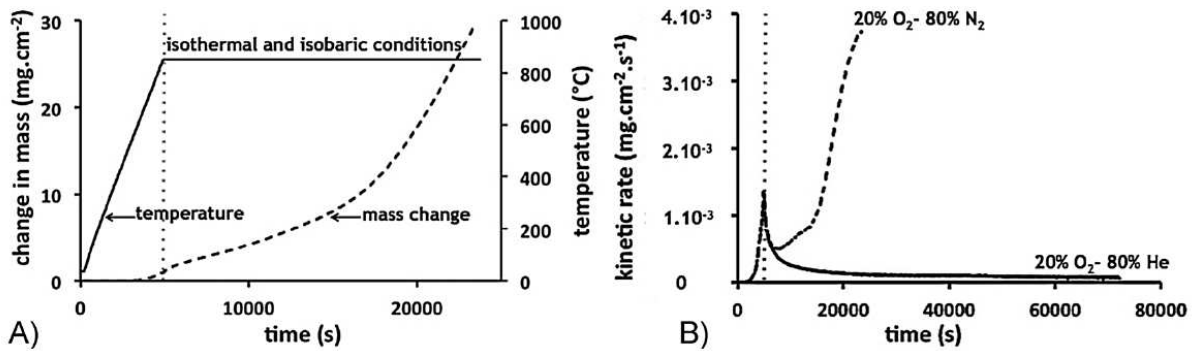 change in mass (mg.cm⁻²)
30
20
10
0
isothermal and isobaric conditions
temperature
mass change
1000
800
600
400
200
0
temperature (°C)
0
10000
20000
time (s)
A)
kinetic rate (mg.cm⁻².s⁻¹)
4.10⁻³
3.10⁻³
2.10⁻³
1.10⁻³
0
20% O₂- 80% N₂
20% O₂- 80% He
0
20000
40000
60000
80000
time (s)
B)